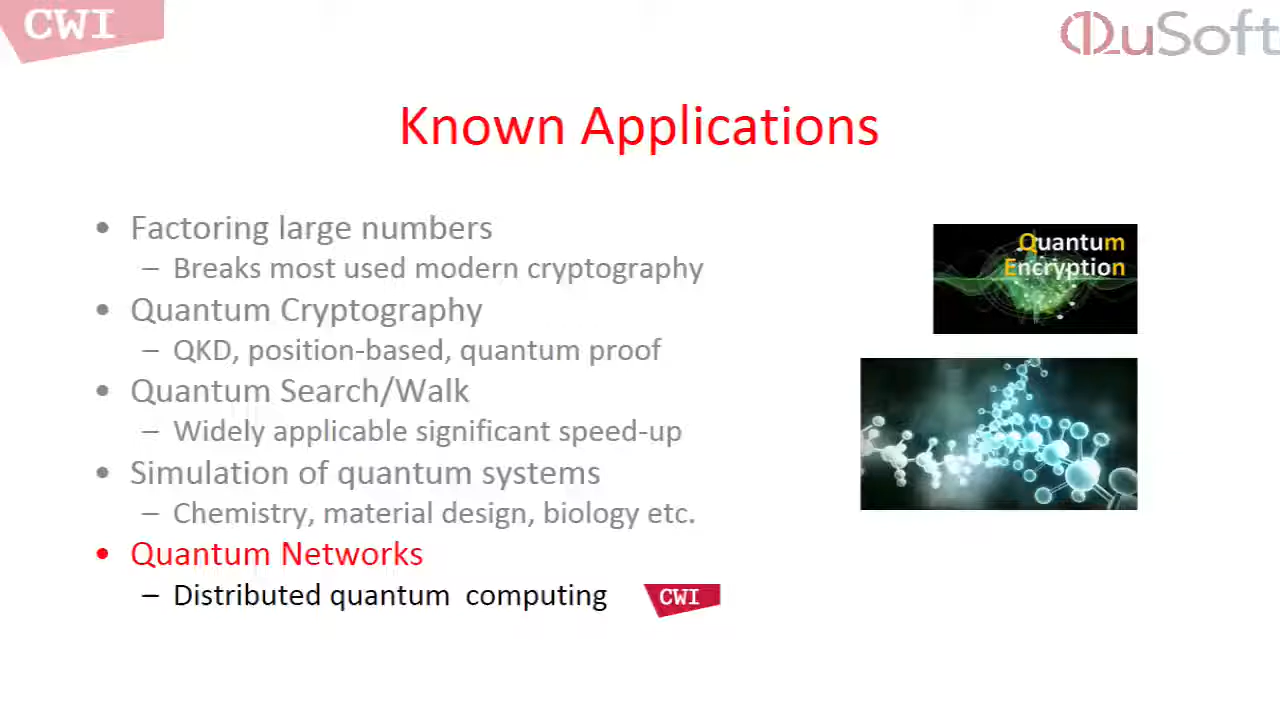 CWI
QuSoft
Known Applications
• Factoring large numbers
– Breaks most used modern cryptography
• Quantum Cryptography
– QKD, position-based, quantum proof
• Quantum Search/Walk
– Widely applicable significant speed-up
• Simulation of quantum systems
– Chemistry, material design, biology etc.
• Quantum Networks
– Distributed quantum computing
CWI
Quantum
Encryption